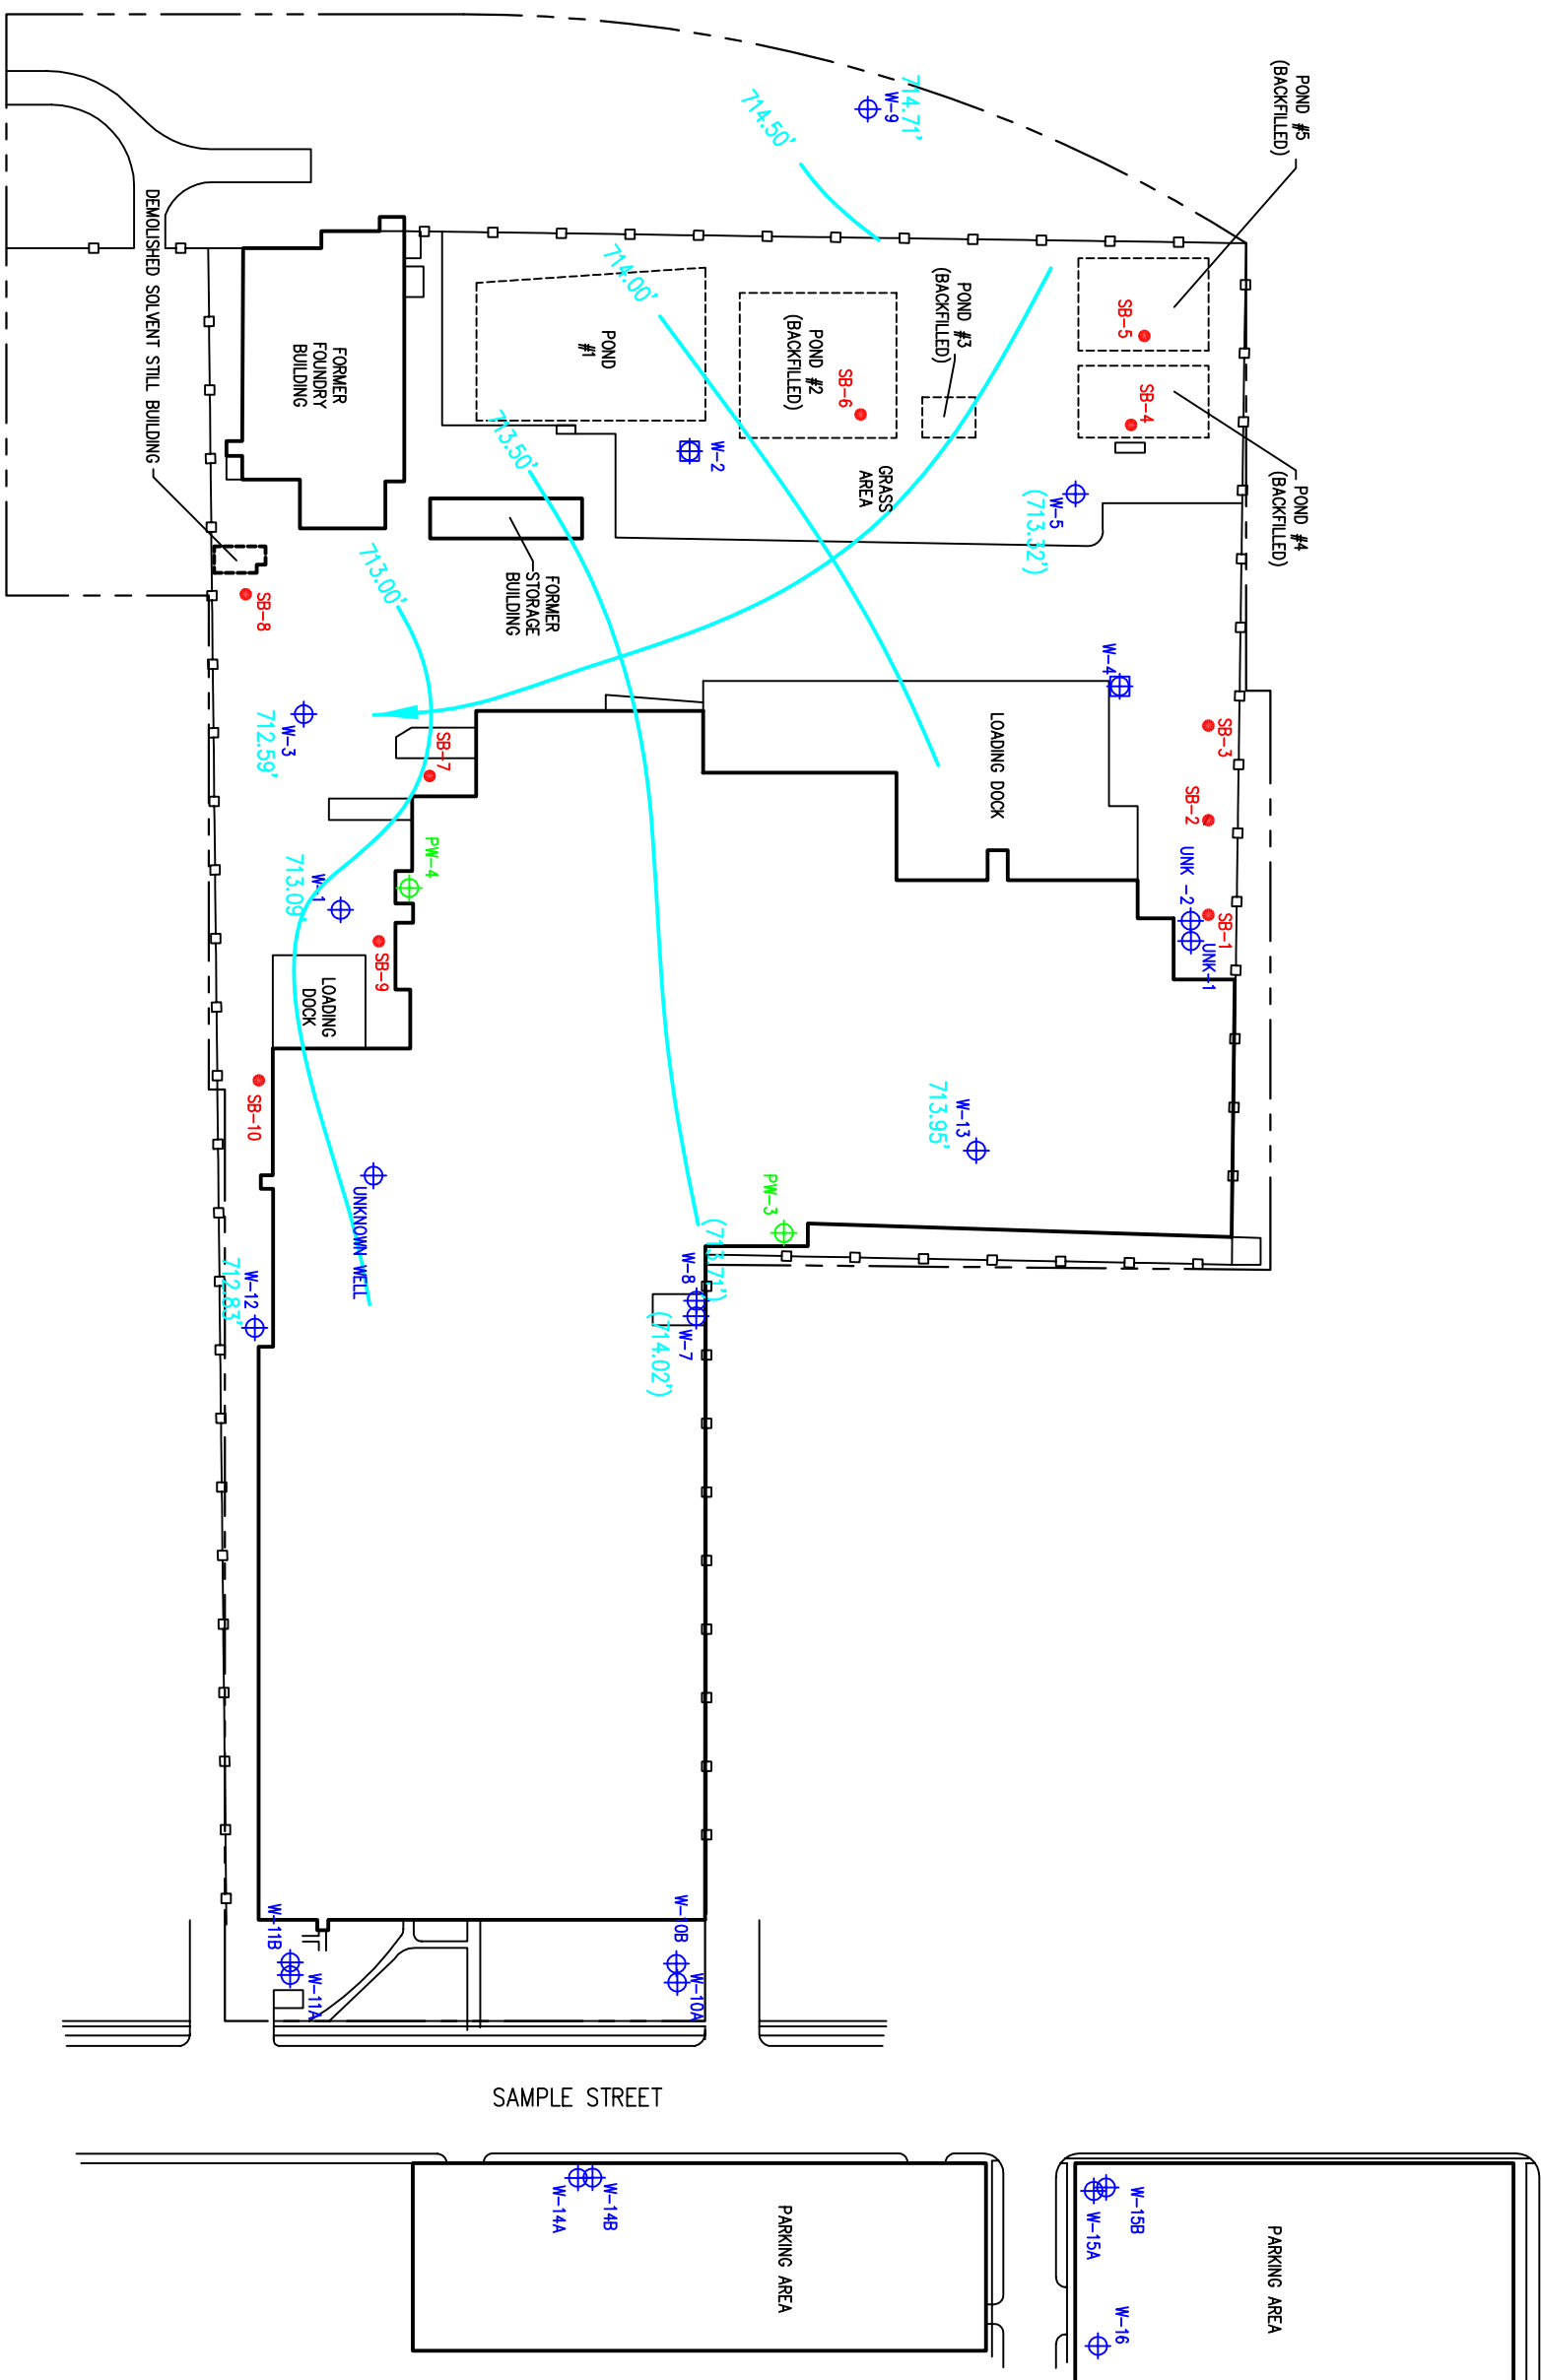 POND #5
(BACKFILLED)
714.71'
W-9
714.50'
DEMOLISHED SOLVENT STILL BUILDING
714.00'
POND #3
(BACKFILLED)
SB-5
FORMER
FOUNDRY
BUILDING
POND
#1
POND #2
(BACKFILLED)
SB-6
SB-4
713.50'
W-2
GRASS
AREA
W-5
(713.32')
POND #4
(BACKFILLED)
713.00'
FORMER
STORAGE
BUILDING
SB-8
W-4
W-3
712.59'
SB-7
LOADING DOCK
SB-3
SB-2
PW-4
W-1
713.09'
UNK -2
SB-1
UNK-1
SB-9
LOADING
DOCK
SB-10
W-13
713.95'
PW-3
UNKNOWN WELL
(713.71')
W-8
W-7
(714.02')
W-12
712.83'
W-11B
W-11A
W-10B
W-10A
SAMPLE STREET
W-14B
W-14A
PARKING AREA
W-15B
W-15A
PARKING AREA
W-16